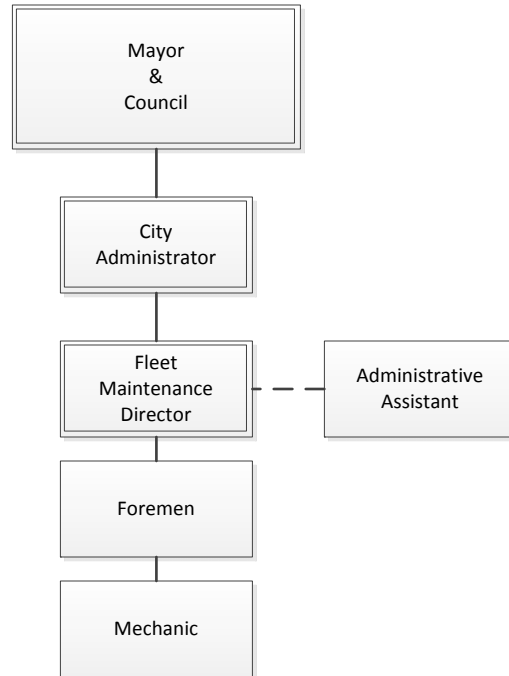 Mayor
&
Council
City
Administrator
Fleet
Maintenance
Director
Administrative
Assistant
Foremen
Mechanic